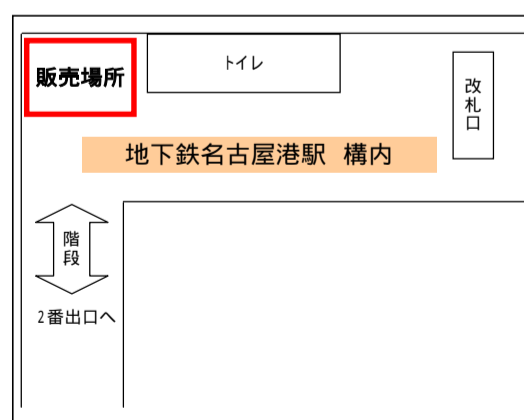 販売場所
トイレ
改札口
地下鉄名古屋港駅 構内
階段
2番出口へ